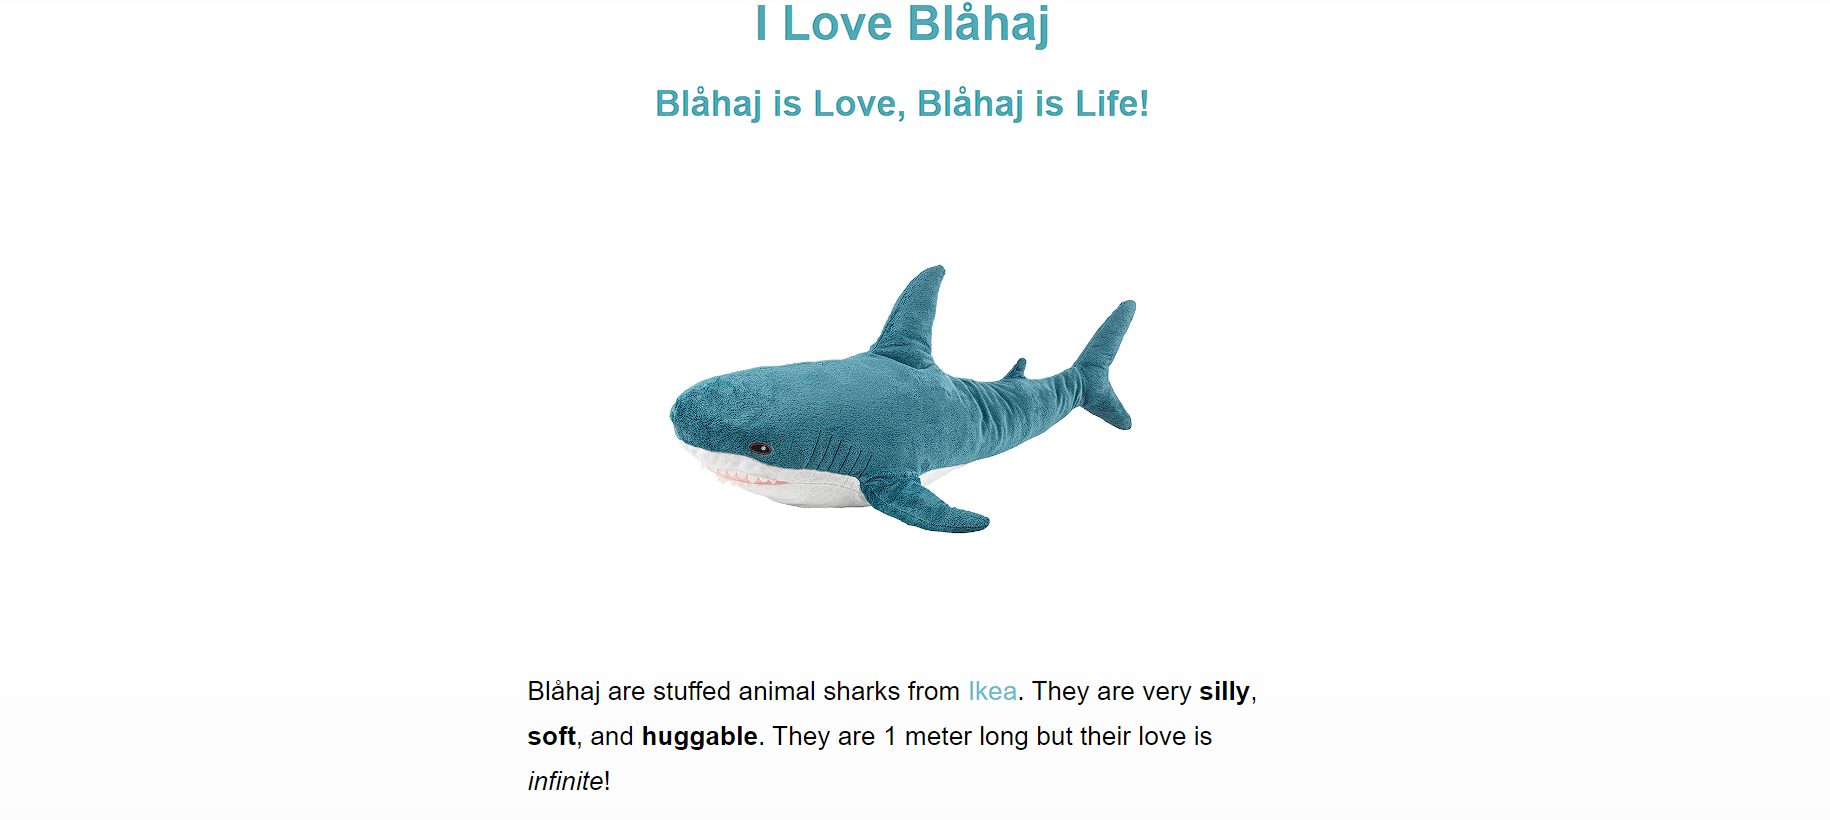 I Love Blåhaj
Blåhaj is Love, Blåhaj is Life!
Blåhaj are stuffed animal sharks from Ikea. They are very silly,
soft, and huggable. They are 1 meter long but their love is
infinite!